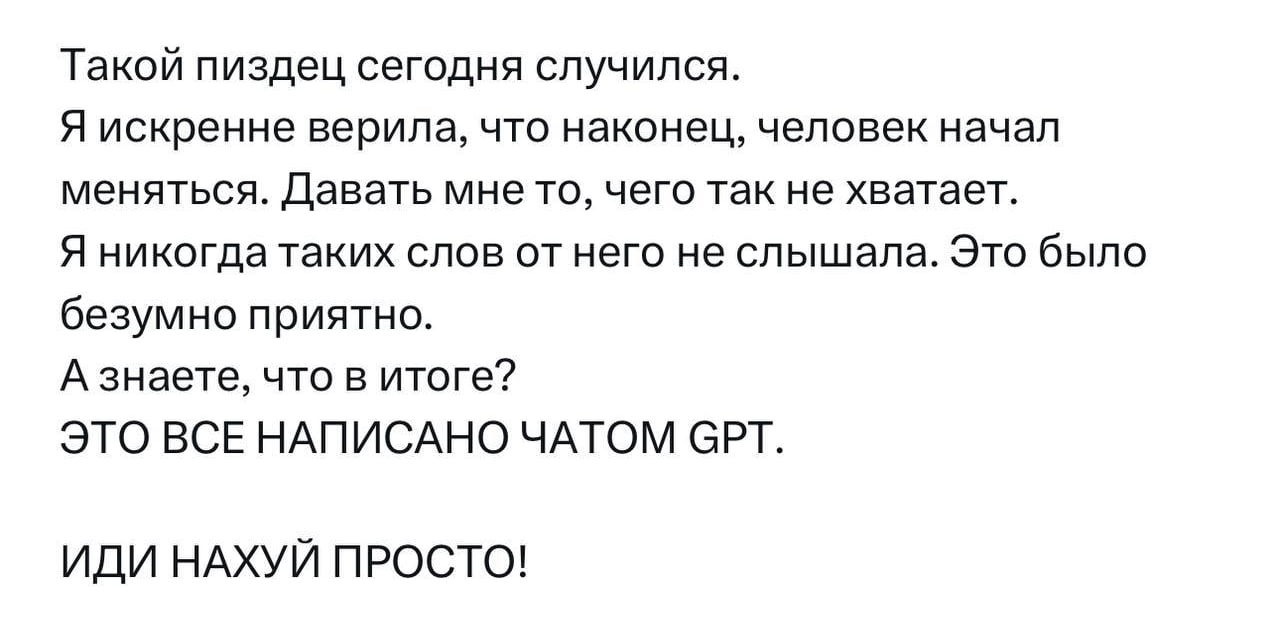 Такой пиздец сегодня случился.
Я искренне верила, что наконец, человек начал
меняться. Давать мне то, чего так не хватает.
Я никогда таких слов от него не слышала. Это было
безумно приятно.
А знаете, что в итоге?
ЭТО ВСЕ НАПИСАНО ЧАТОМ GPT.
ИДИ НАХУЙ ПРОСТО!